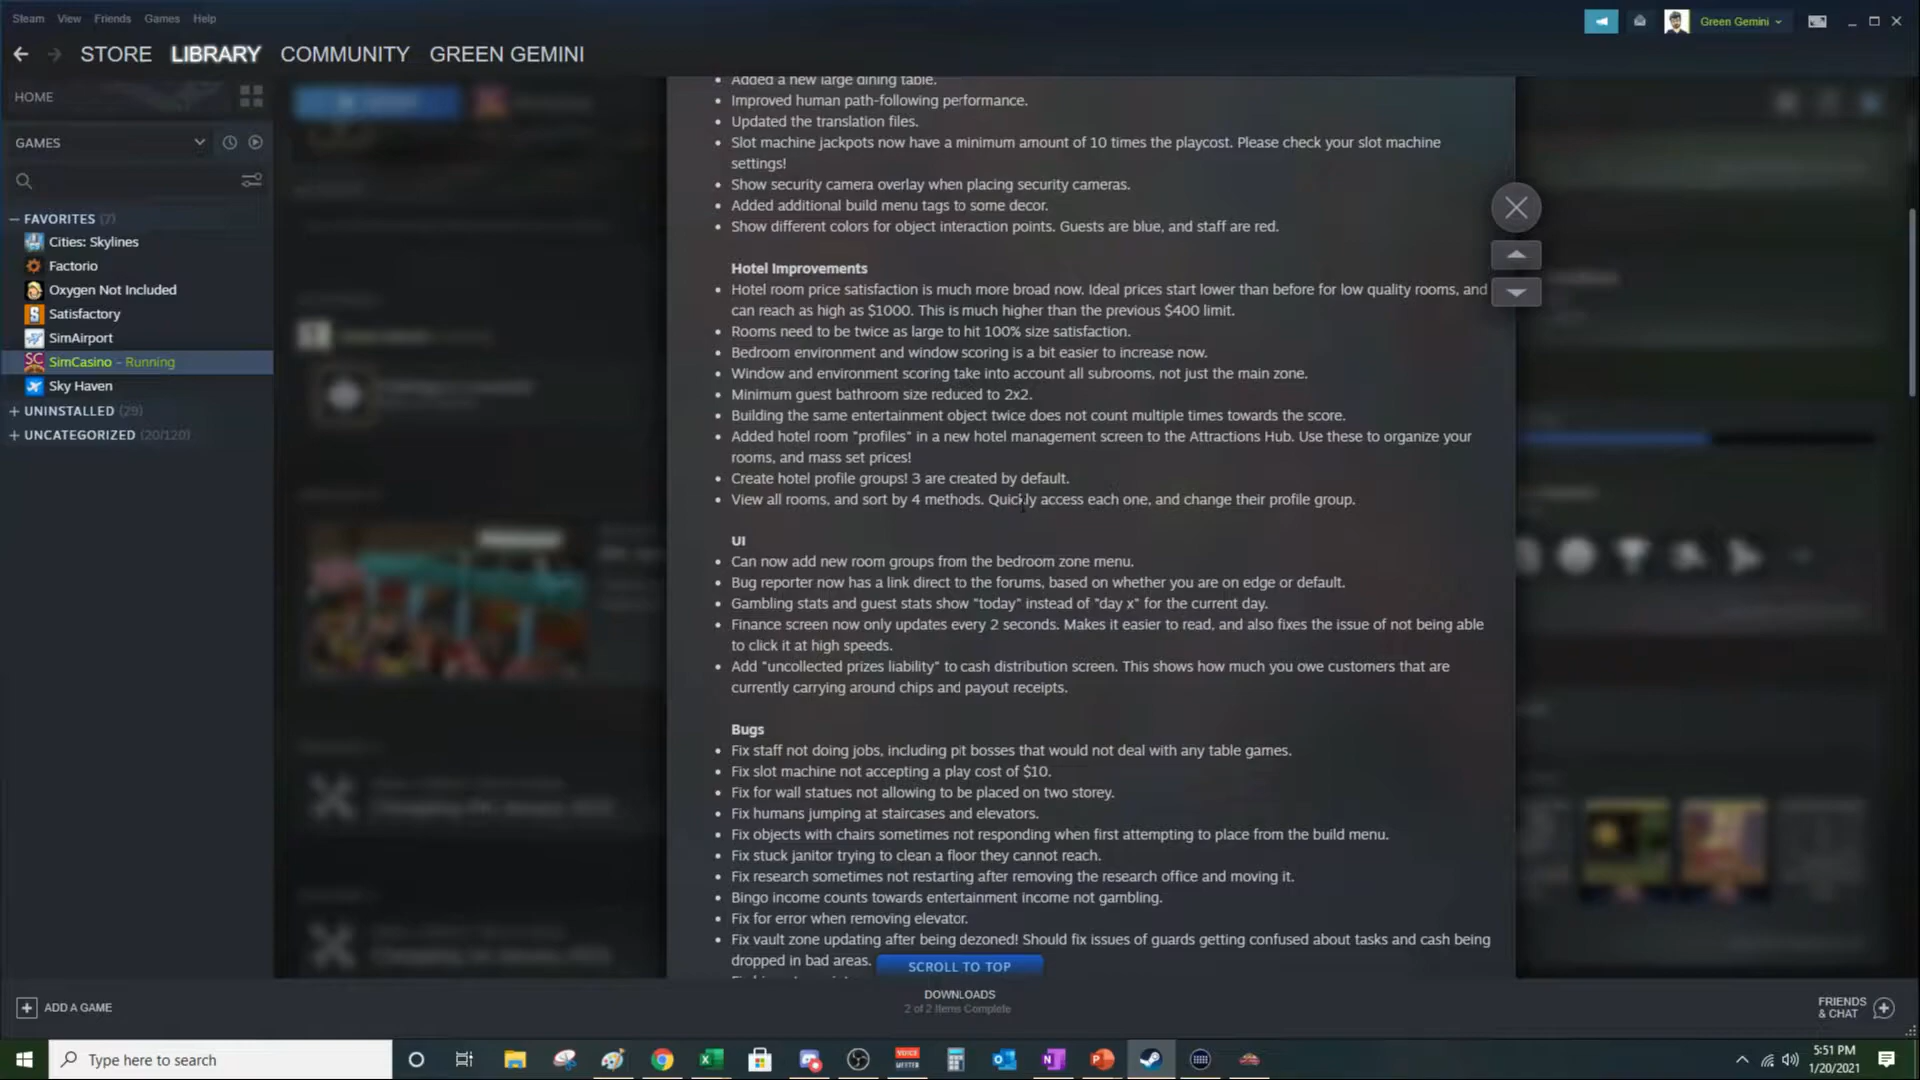 Steam View Friends Games Help
Green Gemini
STORE LIBRARY COMMUNITY GREEN GEMINI
HOME
GAMES
FAVORITES (7)
Cities: Skylines
Factorio
Oxygen Not Included
Satisfactory
SimAirport
SimCasino - Running
Sky Haven
UNINSTALLED (29)
UNCATEGORIZED (20/120)
• Added a new large dining table.
• Improved human path-following performance.
• Updated the translation files.
• Slot machine jackpots now have a minimum amount of 10 times the playcost. Please check your slot machine
settings!
• Show security camera overlay when placing security cameras.
• Added additional build menu tags to some decor.
• Show different colors for object interaction points. Guests are blue, and staff are red.
Hotel Improvements
• Hotel room price satisfaction is much more broad now. Ideal prices start lower than before for low quality rooms, and
can reach as high as $1000. This is much higher than the previous $400 limit.
• Rooms need to be twice as large to hit 100% size satisfaction.
• Bedroom environment and window scoring is a bit easier to increase now.
• Window and environment scoring take into account all subrooms, not just the main zone.
• Minimum guest bathroom size reduced to 2x2.
• Building the same entertainment object twice does not count multiple times towards the score.
• Added hotel room "profiles" in a new hotel management screen to the Attractions Hub. Use these to organize your
rooms, and mass set prices!
• Create hotel profile groups! 3 are created by default.
• View all rooms, and sort by 4 methods. Quickly access each one, and change their profile group.
UI
• Can now add new room groups from the bedroom zone menu.
• Bug reporter now has a link direct to the forums, based on whether you are on edge or default.
• Gambling stats and guest stats show "today" instead of "day x" for the current day.
• Finance screen now only updates every 2 seconds. Makes it easier to read, and also fixes the issue of not being able
to click it at high speeds.
• Add "uncollected prizes liability" to cash distribution screen. This shows how much you owe customers that are
currently carrying around chips and payout receipts.
Bugs
• Fix staff not doing jobs, including pit bosses that would not deal with any table games.
• Fix slot machine not accepting a play cost of $10.
• Fix for wall statues not allowing to be placed on two storey.
• Fix humans jumping at staircases and elevators.
• Fix objects with chairs sometimes not responding when first attempting to place from the build menu.
• Fix stuck janitor trying to clean a floor they cannot reach.
• Fix research sometimes not restarting after removing the research office and moving it.
• Bingo income counts towards entertainment income not gambling.
• Fix for error when removing elevator.
• Fix vault zone updating after being dezoned! Should fix issues of guards getting confused about tasks and cash being
dropped in bad areas.
SCROLL TO TOP
ADD A GAME
DOWNLOADS
2 of 2 Items Complete
FRIENDS
& CHAT
Type here to search
VOICE
MEETER
5:51 PM
1/20/2021